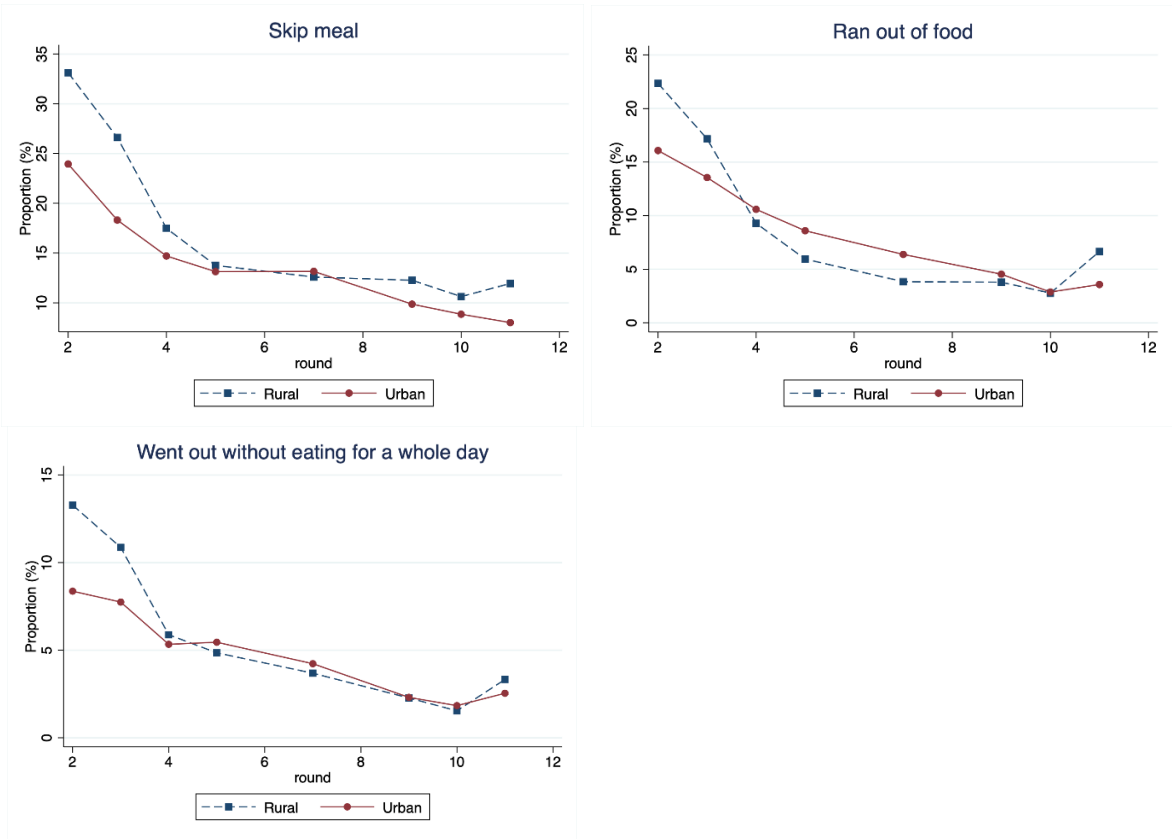 Skip meal
Proportion (%)
35
30
25
20
15
10
2 4 6 8 10 12
round
Rural Urban
Ran out of food
Proportion (%)
25
20
15
10
5
0
2 4 6 8 10 12
round
Rural Urban
Went out without eating for a whole day
Proportion (%)
15
10
5
0
2 4 6 8 10 12
round
Rural Urban